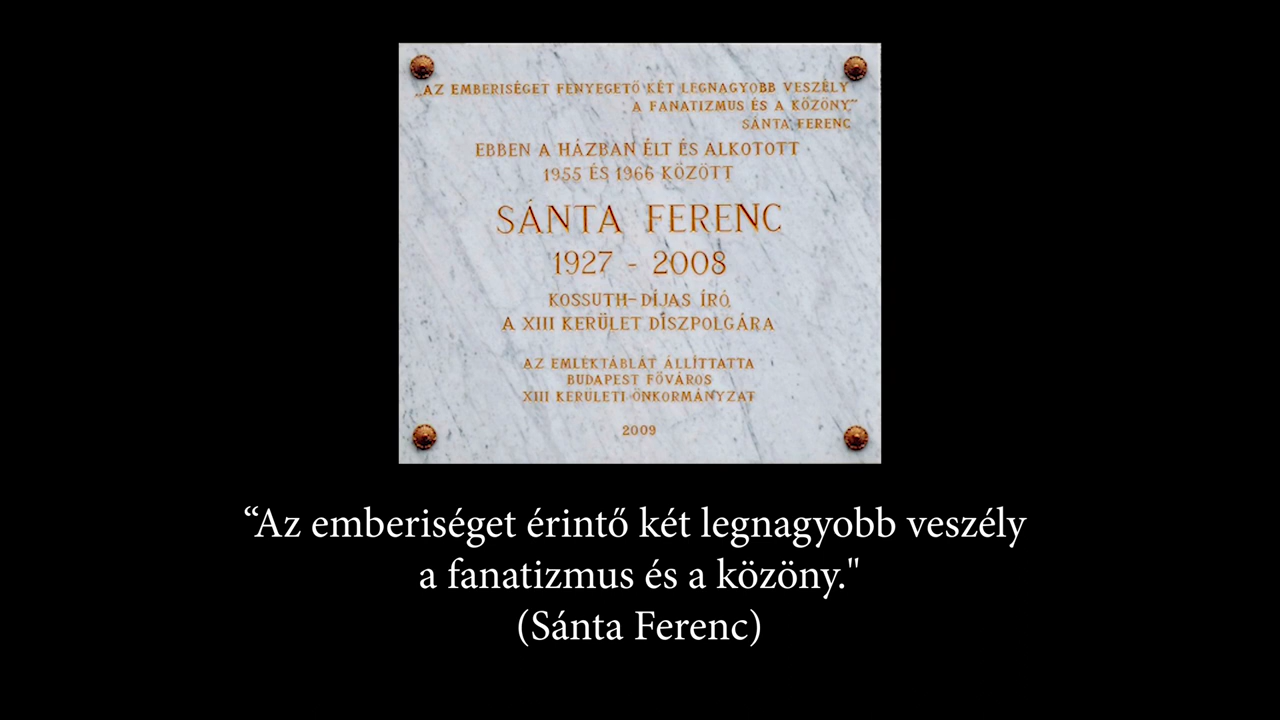 „AZ EMBERISÉGET FENYEGETŐ KÉT LEGNAGYOBB VESZÉLY
A FANATIZMUS ÉS A KÖZÖNY.”
SÁNTA FERENC
EBBEN A HÁZBAN ÉLT ÉS ALKOTOTT
1955 ÉS 1966 KÖZÖTT
SÁNTA FERENC
1927 - 2008
KOSSUTH-DÍJAS ÍRÓ,
A XIII KERÜLET DÍSZPOLGÁRA
AZ EMLÉKTÁBLÁT ÁLLÍTTATTA
BUDAPEST FŐVÁROS
XIII KERÜLETI ÖNKORMÁNYZAT
2009
“Az emberiséget érintő két legnagyobb veszély
a fanatizmus és a közöny."
(Sánta Ferenc)